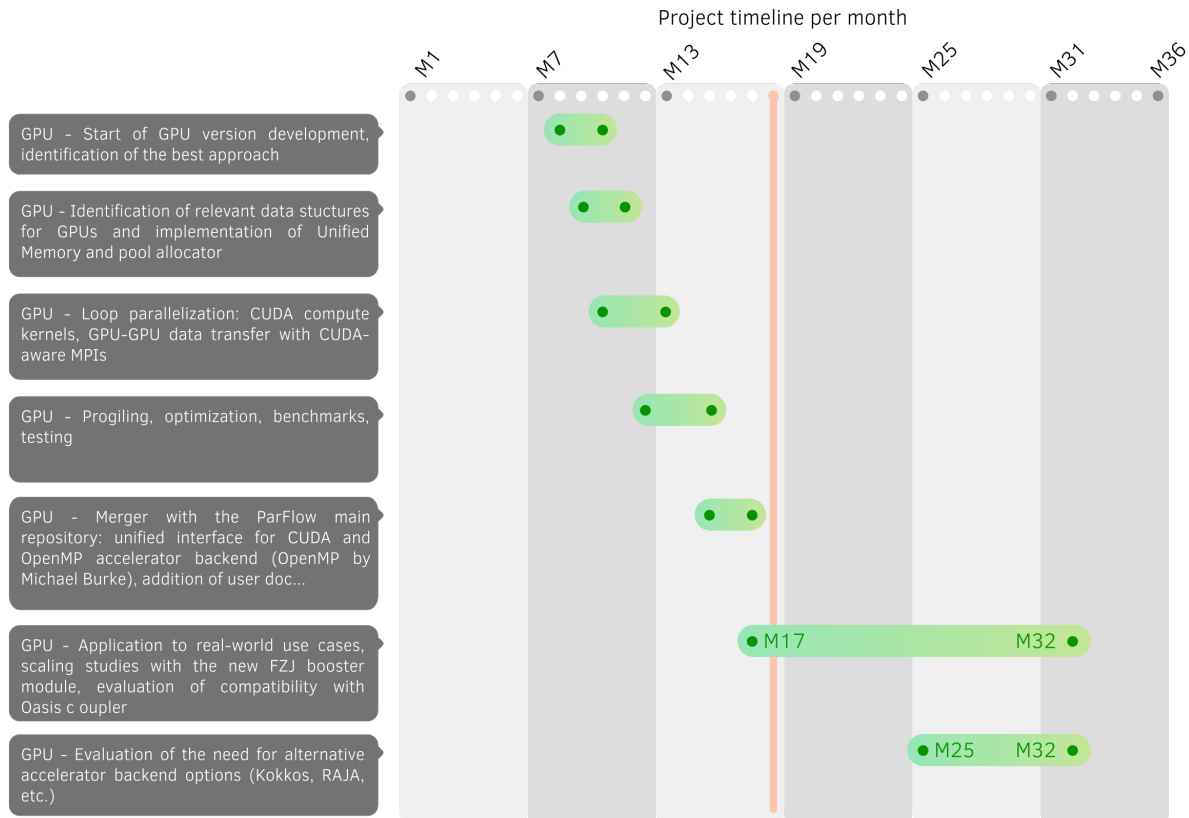 Project timeline per month
M1
M7
M13
M19
M25
M31
M36
GPU - Start of GPU version development,
identification of the best approach
GPU - Identification of relevant data stuctures
for GPUs and implementation of Unified
Memory and pool allocator
GPU - Loop parallelization: CUDA compute
kernels, GPU-GPU data transfer with CUDA-
aware MPIs
GPU - Progiling, optimization, benchmarks,
testing
GPU - Merger with the ParFlow main
repository: unified interface for CUDA and
OpenMP accelerator backend (OpenMP by
Michael Burke), addition of user doc...
GPU - Application to real-world use cases,
scaling studies with the new FZJ booster
module, evaluation of compatibility with
Oasis c oupler
M17
M32
GPU - Evaluation of the need for alternative
accelerator backend options (Kokkos, RAJA,
etc.)
M25
M32